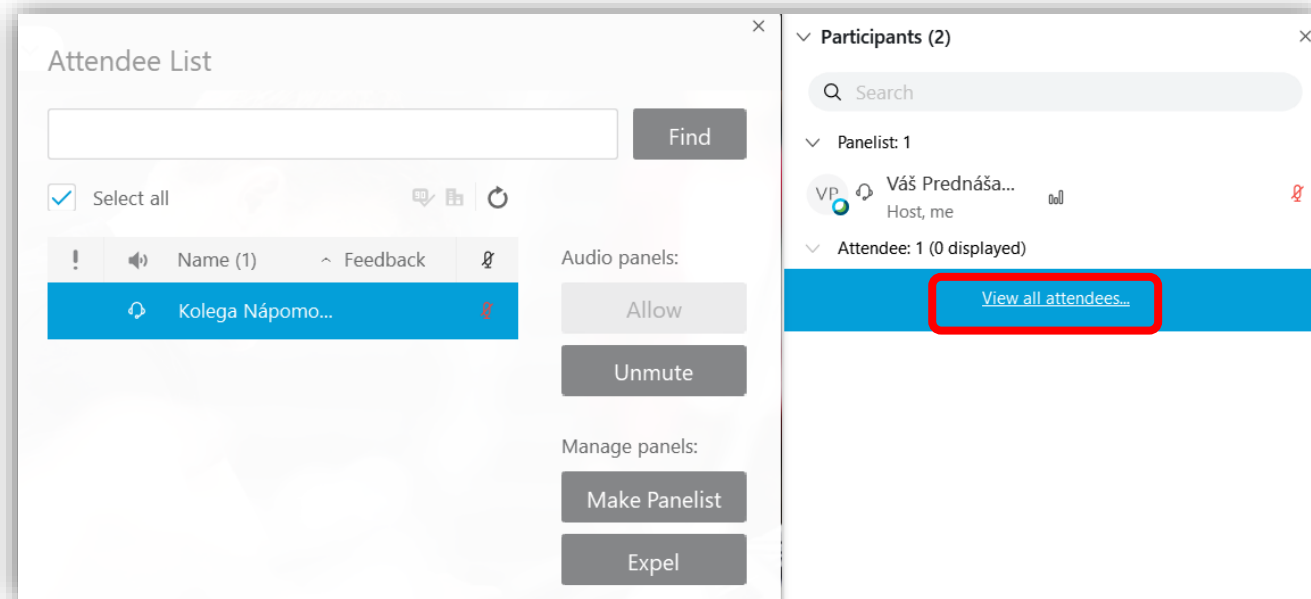 Attendee List
Find
Select all
Name (1)
Feedback
Kolega Nápomo...
Audio panels:
Allow
Unmute
Manage panels:
Make Panelist
Expel
Participants (2)
Search
Panelist: 1
VP
Váš Prednáša...
Host, me
Attendee: 1 (0 displayed)
View all attendees...